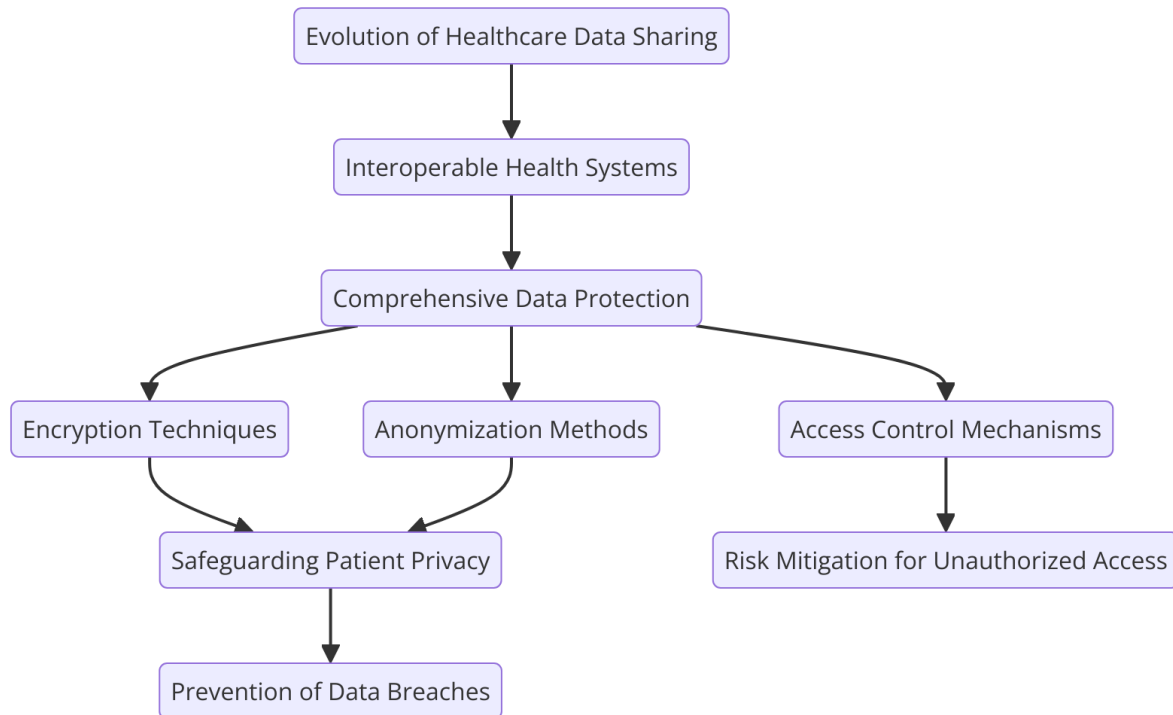 Evolution of Healthcare Data Sharing
Interoperable Health Systems
Comprehensive Data Protection
Encryption Techniques
Anonymization Methods
Access Control Mechanisms
Safeguarding Patient Privacy
Risk Mitigation for Unauthorized Access
Prevention of Data Breaches